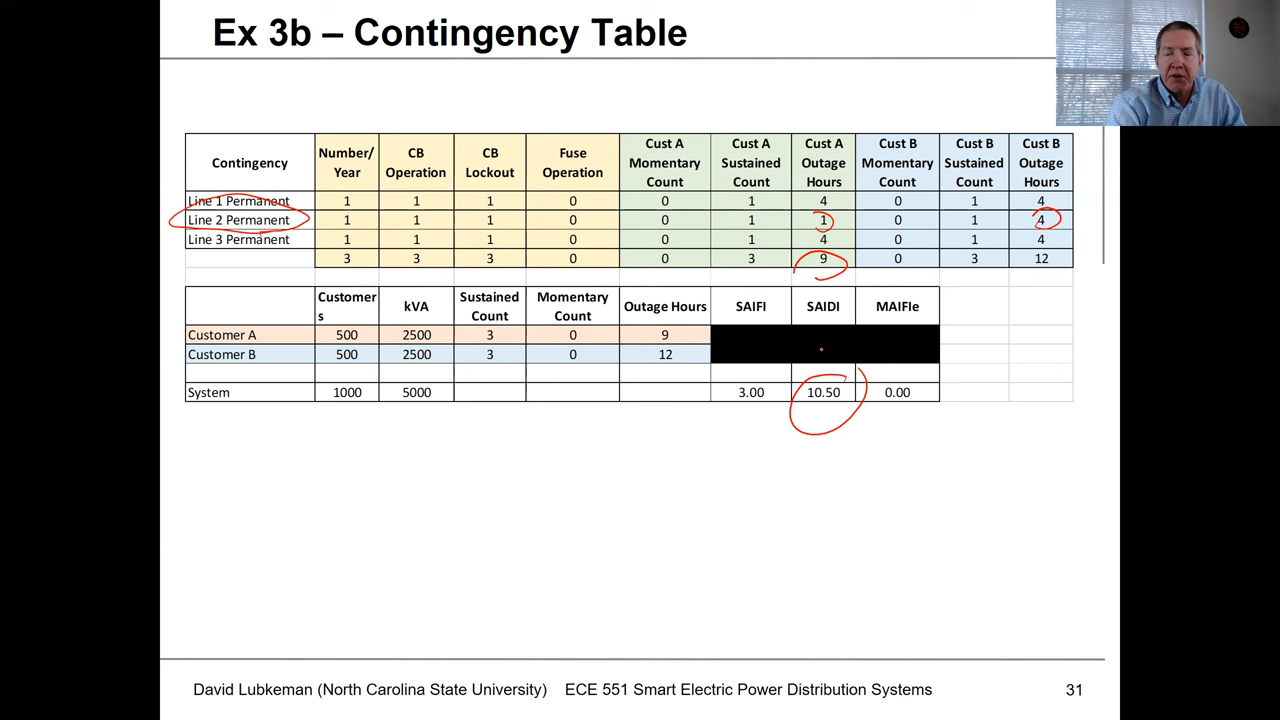 Ex 3b – Contingency Table
Contingency Number/ Year CB Operation CB Lockout Fuse Operation Cust A Momentary Count Cust A Sustained Count Cust A Outage Hours Cust B Momentary Count Cust B Sustained Count Cust B Outage Hours
Line 1 Permanent 1 1 1 0 0 1 4 0 1 4
Line 2 Permanent 1 1 1 0 0 1 1 0 1 4
Line 3 Permanent 1 1 1 0 0 1 4 0 1 4
3 3 3 0 0 3 9 0 3 12
Customer s kVA Sustained Count Momentary Count Outage Hours SAIFI SAIDI MAIFIe
Customer A 500 2500 3 0 9
Customer B 500 2500 3 0 12
System 1000 5000 3.00 10.50 0.00
David Lubkeman (North Carolina State University) ECE 551 Smart Electric Power Distribution Systems 31